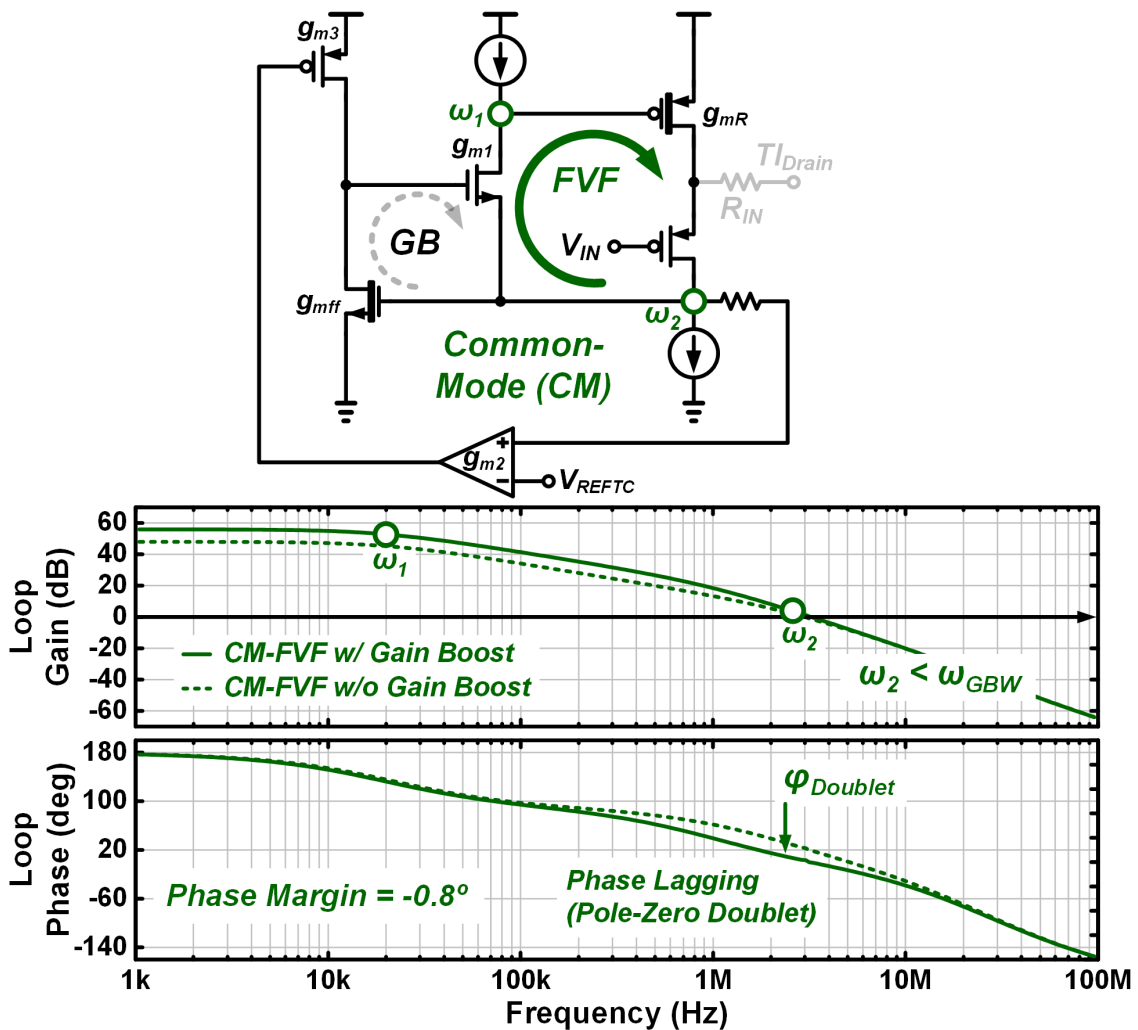 gm3
ω1
gmR
gm1
TIDrain
FVF
RIN
GB
VIN
gmff
ω2
Common-
Mode (CM)
gm2
+
−
VREFTC
Loop
Gain (dB)
60
40
20
0
-20
-40
-60
ω1
ω2
CM-FVF w/ Gain Boost
CM-FVF w/o Gain Boost
ω2 < ωGBW
Loop
Phase (deg)
180
100
20
-60
-140
φDoublet
Phase Margin = -0.8º
Phase Lagging
(Pole-Zero Doublet)
1k 10k 100k 1M 10M 100M
Frequency (Hz)